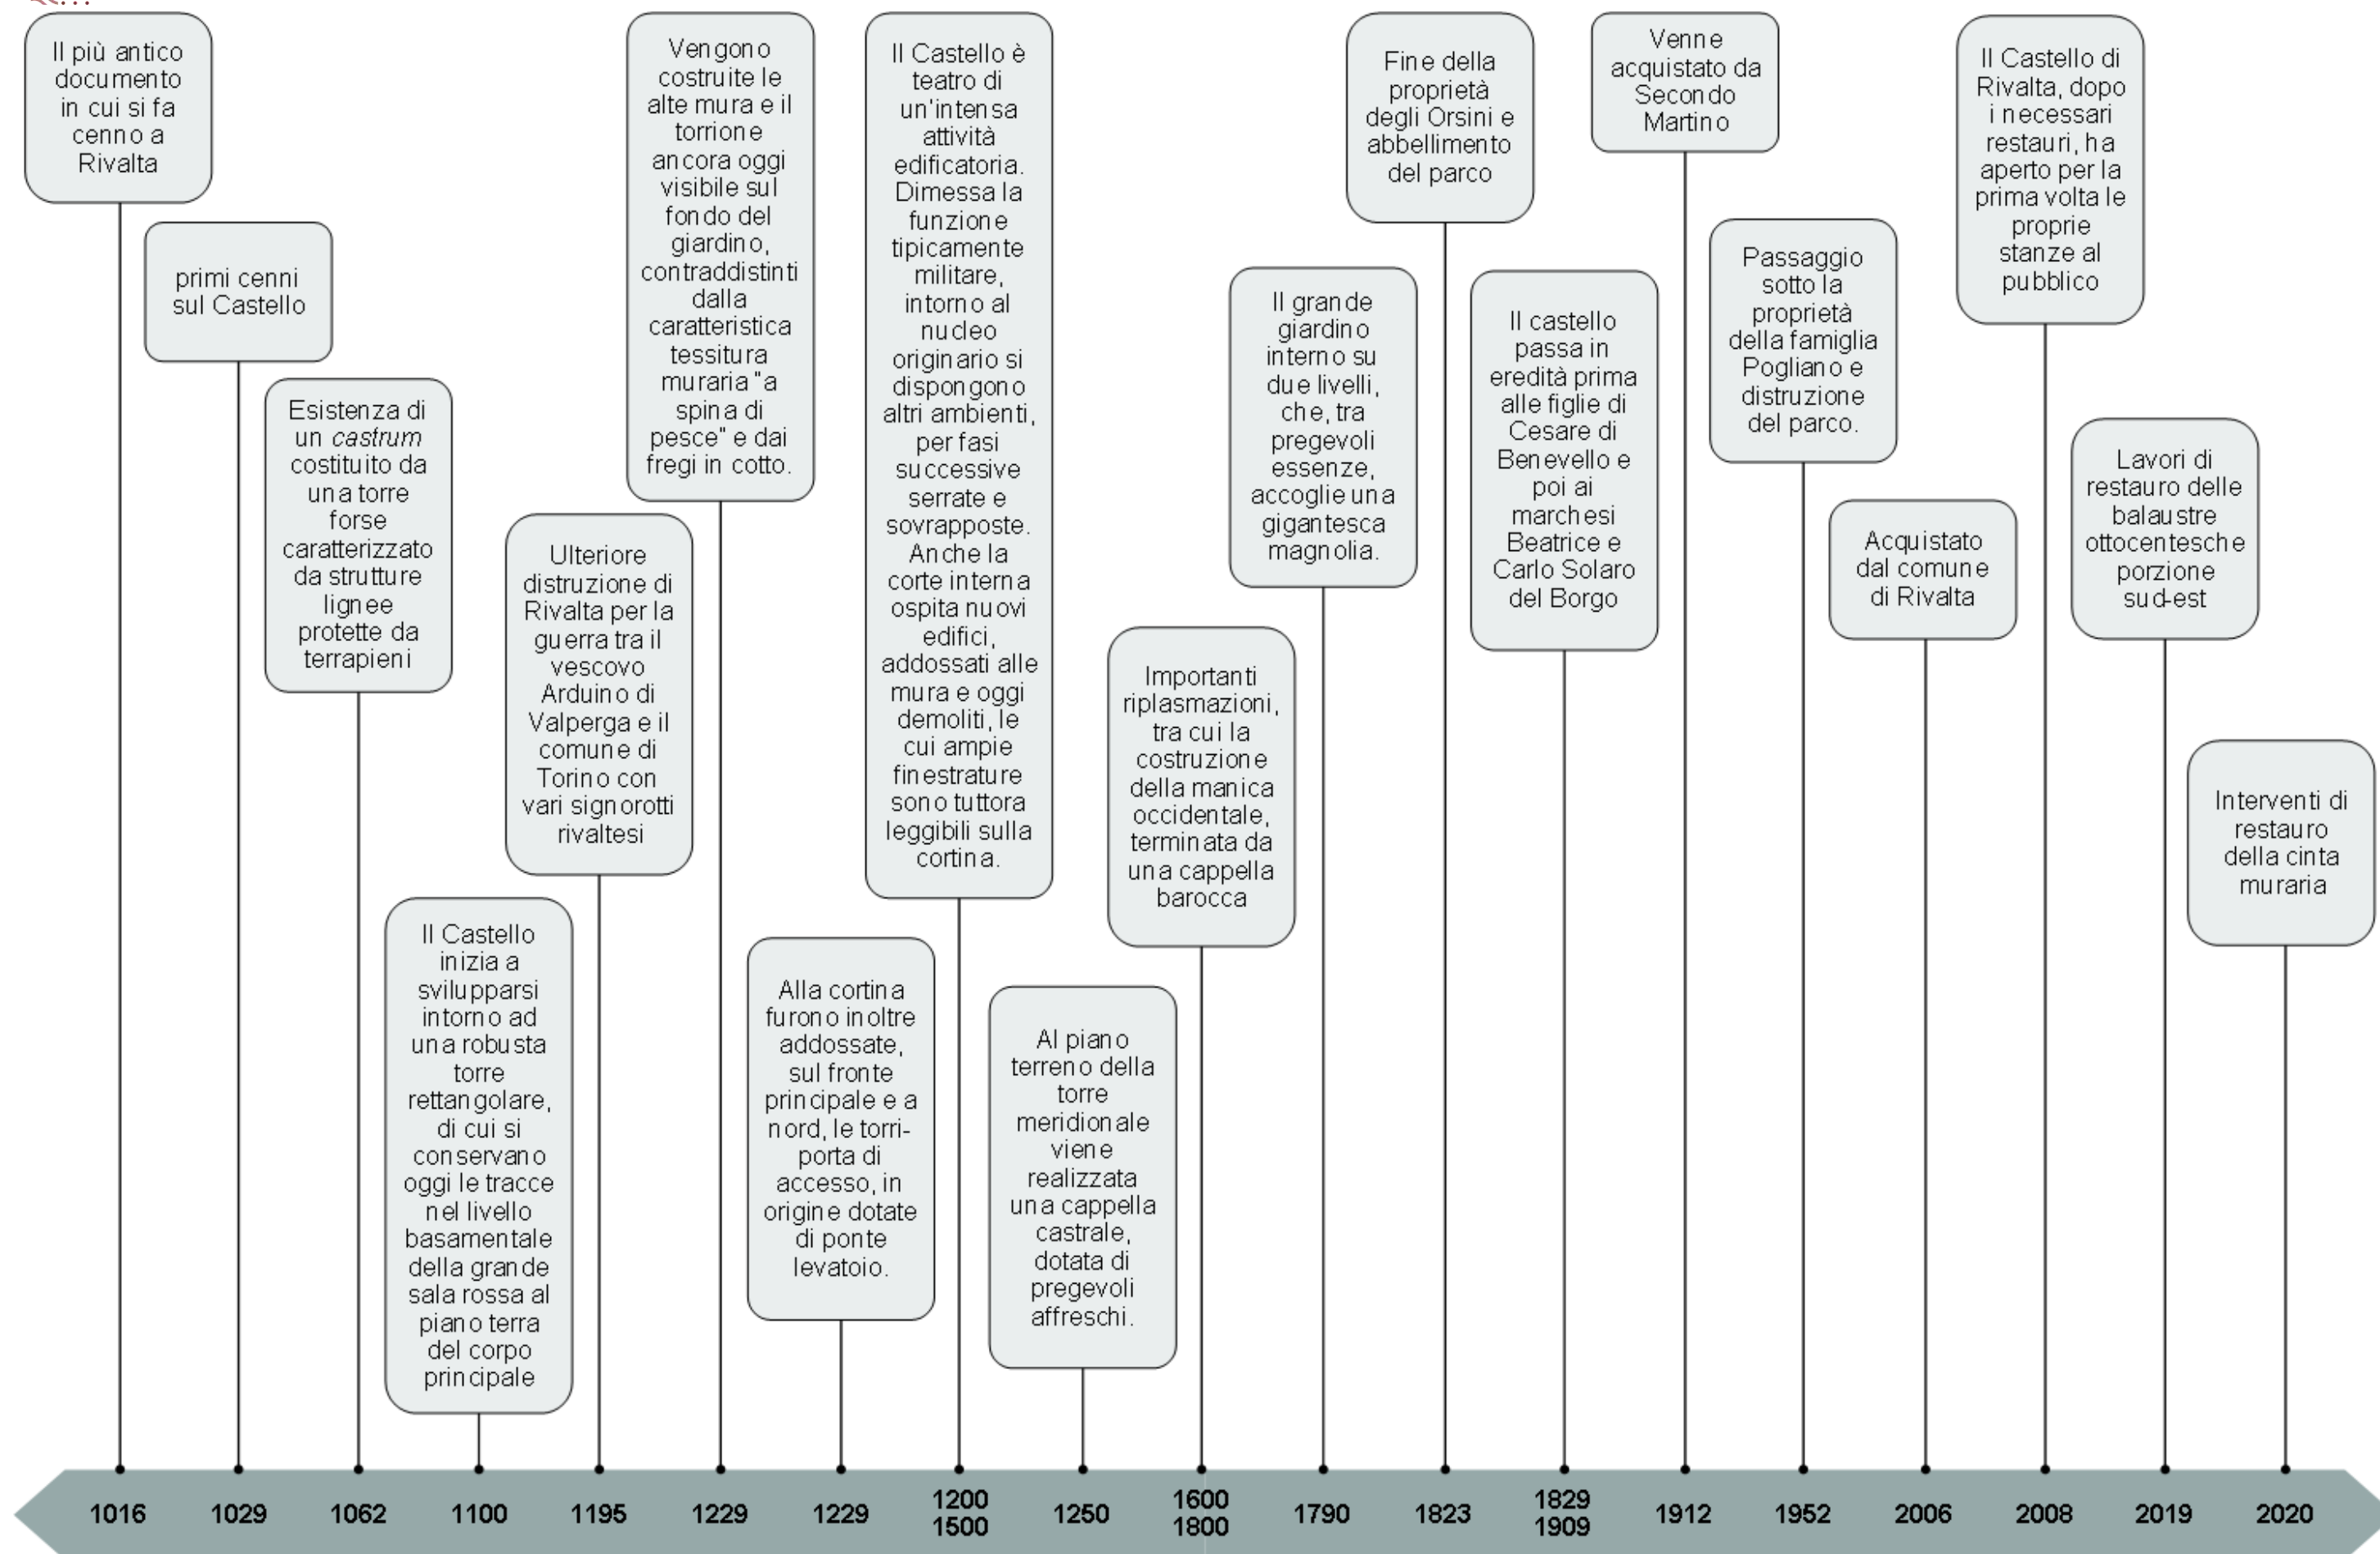 Il più antico
documento
in cui si fa
cenno a
Rivalta
primi cenni
sul Castello
Esistenza di
un castrum
costituito da
una torre
forse
caratterizzato
da strutture
lignee
protette da
terrapieni
Il Castello
inizia a
svilupparsi
intorno ad
una robusta
torre
rettangolare,
di cui si
conservano
oggi le tracce
nel livello
basamentale
della grande
sala rossa al
piano terra
del corpo
principale
Ulteriore
distruzione di
Rivalta per la
guerra tra il
vescovo
Arduino di
Valperga e il
comune di
Torino con
vari signorotti
rivaltesi
Vengono
costruite le
alte mura e il
torrione
ancora oggi
visibile sul
fondo del
giardino,
contraddistinti
dalla
caratteristica
tessitura
muraria "a
spina di
pesce" e dai
fregi in cotto.
Alla cortina
furono inoltre
addossate,
sul fronte
principale e a
nord, le torri-
porta di
accesso, in
origine dotate
di ponte
levatoio.
Il Castello è
teatro di
un'intensa
attività
edificatoria.
Dimessa la
funzione
tipicamente
militare,
intorno al
nucleo
originario si
dispongono
altri ambienti,
per fasi
successive
serrate e
sovrapposte.
Anche la
corte interna
ospita nuovi
edifici,
addossati alle
mura e oggi
demoliti, le
cui ampie
finestrature
sono tuttora
leggibili sulla
cortina.
Al piano
terreno della
torre
meridionale
viene
realizzata
una cappella
castrale,
dotata di
pregevoli
affreschi.
Importanti
riplasmazioni,
tra cui la
costruzione
della manica
occidentale,
terminata da
una cappella
barocca
Il grande
giardino
interno su
due livelli,
che, tra
pregevoli
essenze,
accoglie una
gigantesca
magnolia.
Fine della
proprietà
degli Orsini e
abbellimento
del parco
Il castello
passa in
eredità prima
alle figlie di
Cesare di
Benevello e
poi ai
marchesi
Beatrice e
Carlo Solaro
del Borgo
Venne
acquistato da
Secondo
Martino
Passaggio
sotto la
proprietà
della famiglia
Pogliano e
distruzione
del parco.
Acquistato
dal comune
di Rivalta
Il Castello di
Rivalta, dopo
i necessari
restauri, ha
aperto per la
prima volta le
proprie
stanze al
pubblico
Lavori di
restauro delle
balaustre
ottocentesche
porzione
sud-est
Interventi di
restauro
della cinta
muraria
1016
1029
1062
1100
1195
1229
1229
1200
1500
1250
1600
1800
1790
1823
1829
1909
1912
1952
2006
2008
2019
2020